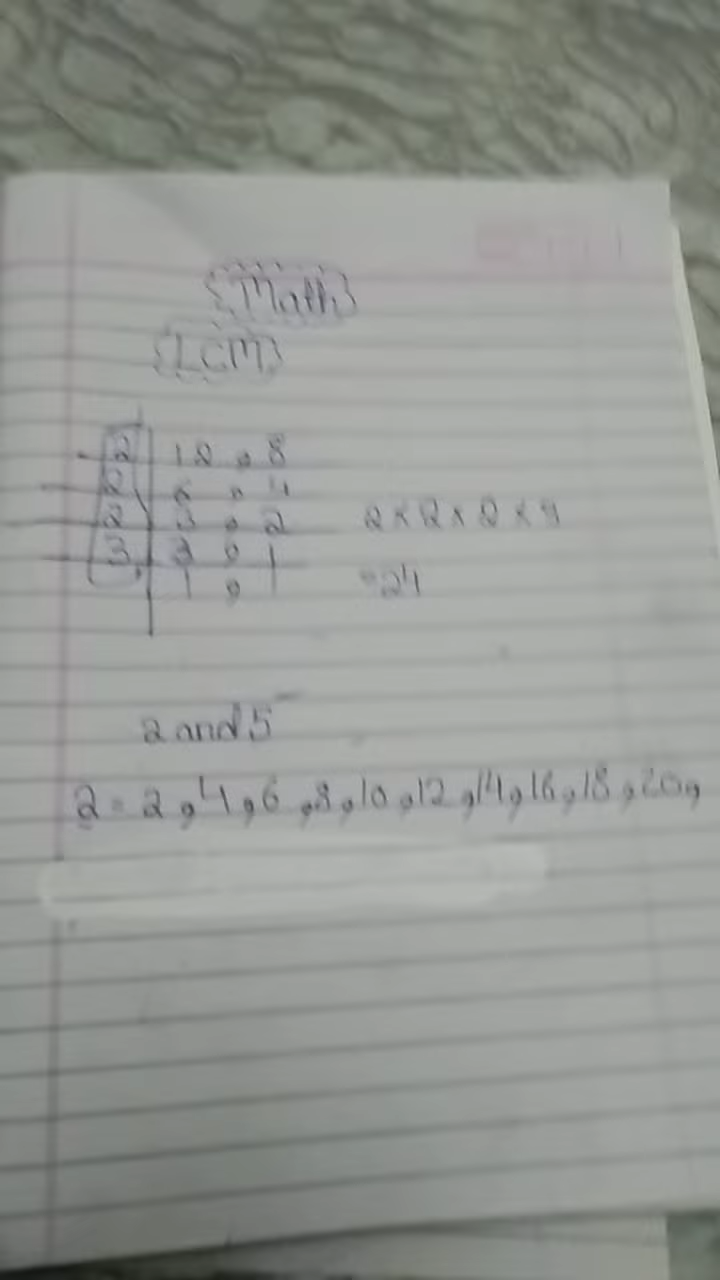 Math
LCM
2 | 12, 8
2 | 6, 4
2 | 3, 2
3 | 3, 1
1, 1
2 × 2 × 2 ×
= 24
2 and 5
2 = 2, 4, 6, 8, 10, 12, 14, 16, 18, 20,